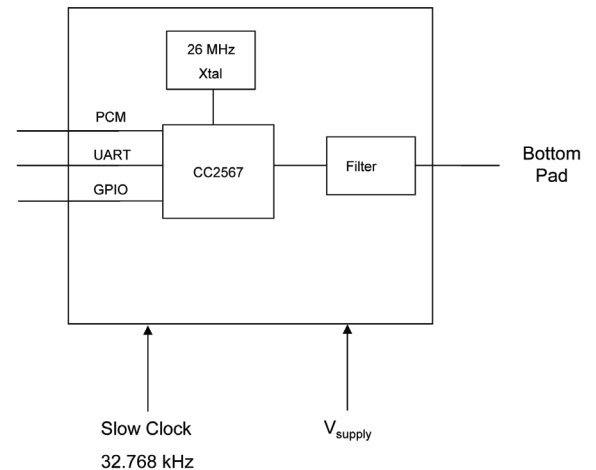 26 MHz
Xtal
PCM
UART
GPIO
CC2567
Filter
Bottom
Pad
Slow Clock
32.768 kHz
Vsupply